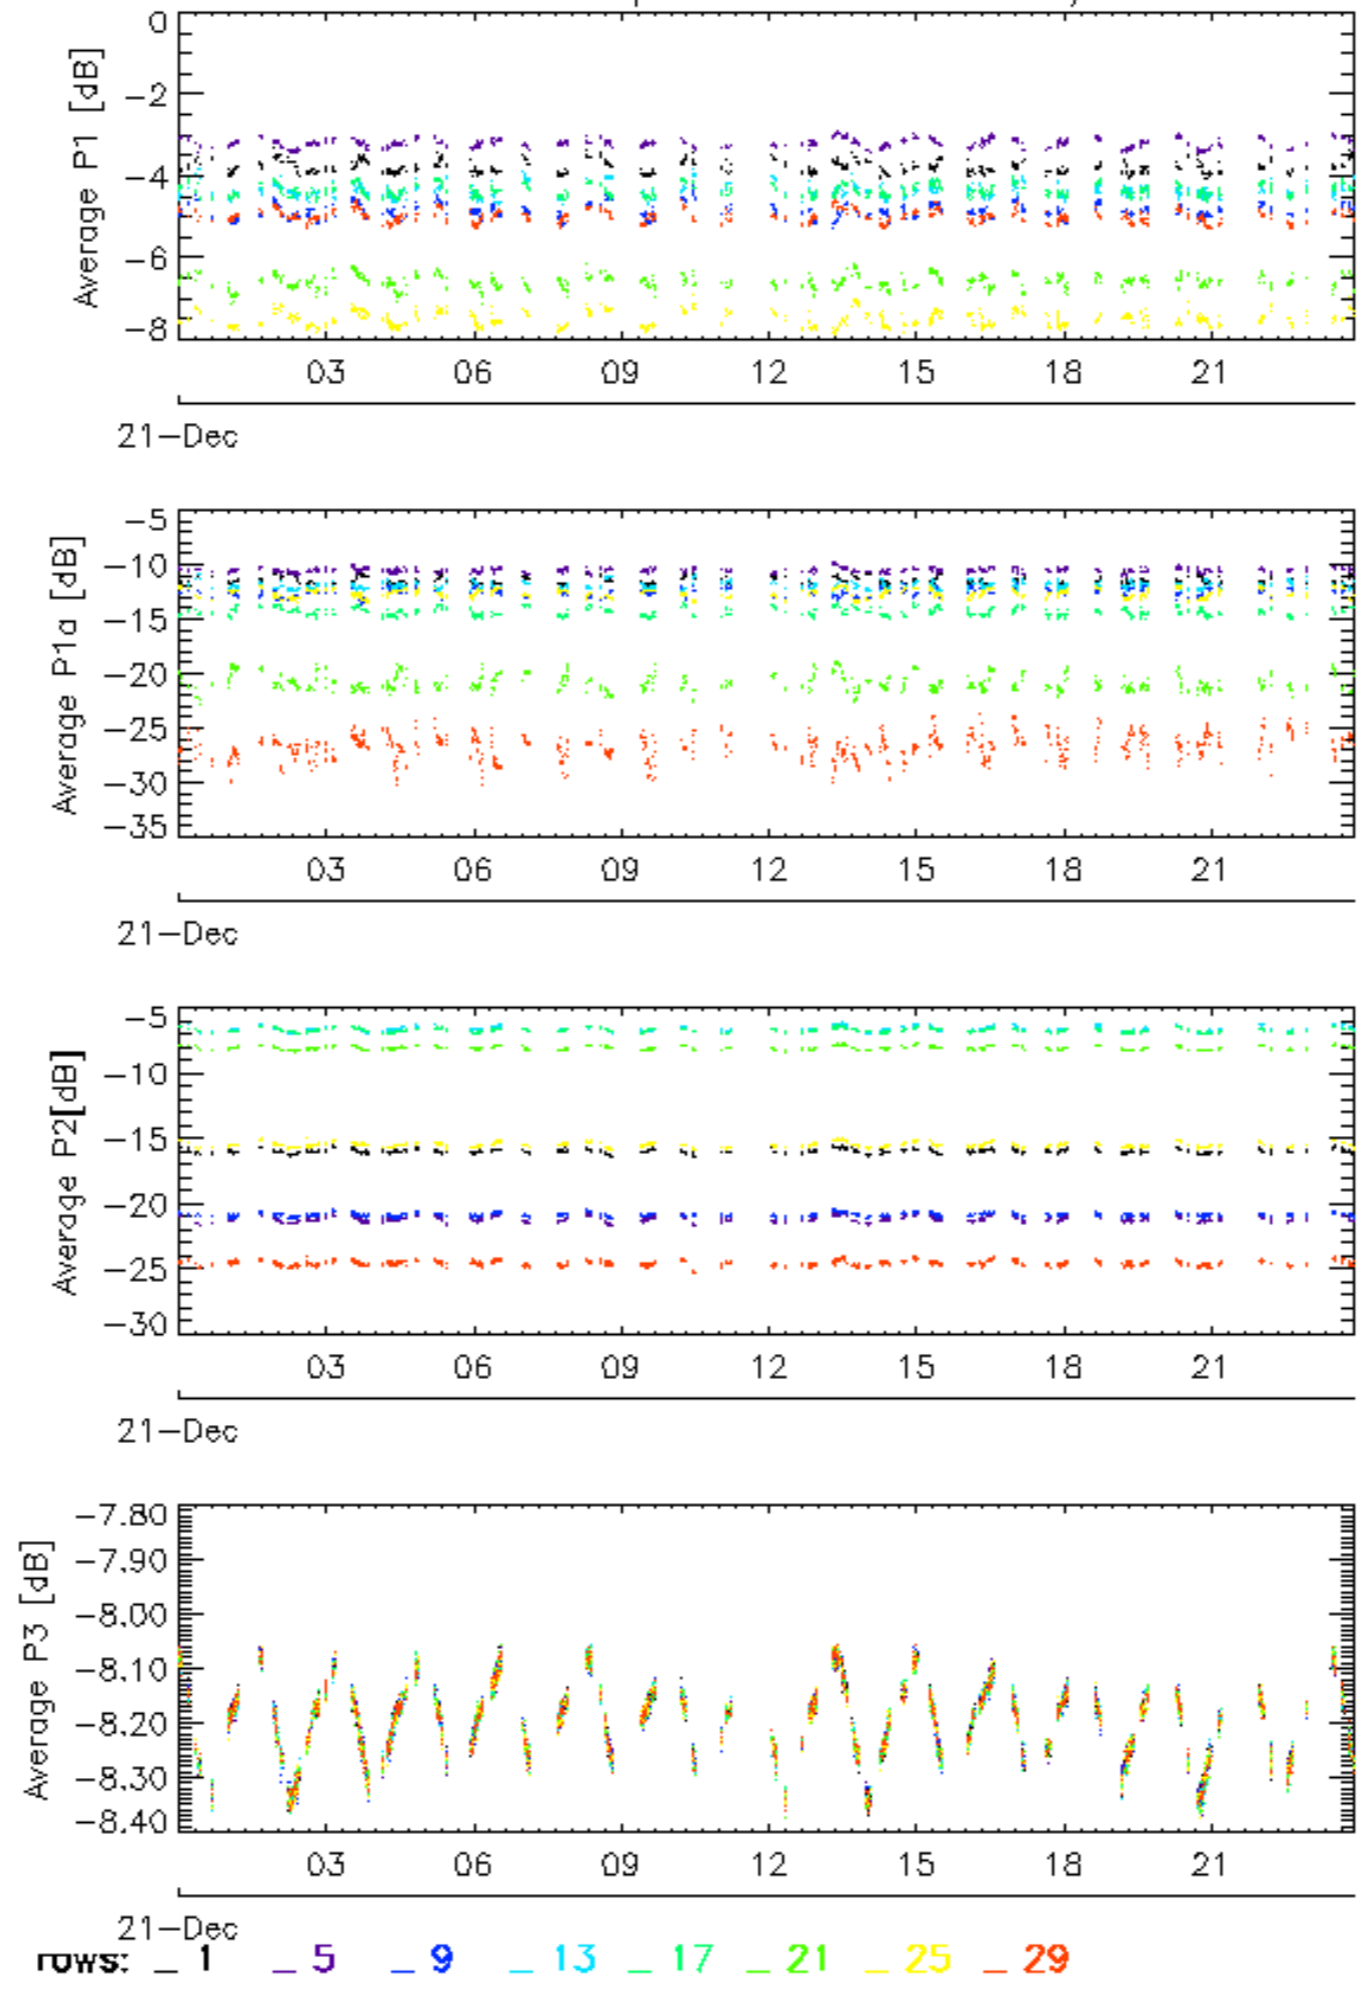 0
−2
−4
−6
−8
Average P1 [dB]
03 06 09 12 15 18 21
21−Dec
−5
−10
−15
−20
−25
−30
−35
Average P1a [dB]
03 06 09 12 15 18 21
21−Dec
−5
−10
−15
−20
−25
−30
Average P2[dB]
03 06 09 12 15 18 21
21−Dec
−7.80
−7.90
−8.00
−8.10
−8.20
−8.30
−8.40
Average P3 [dB]
03 06 09 12 15 18 21
21−Dec
rows: _ 1 _ 5 _ 9 _ 13 _ 17 _ 21 _ 25 _ 29